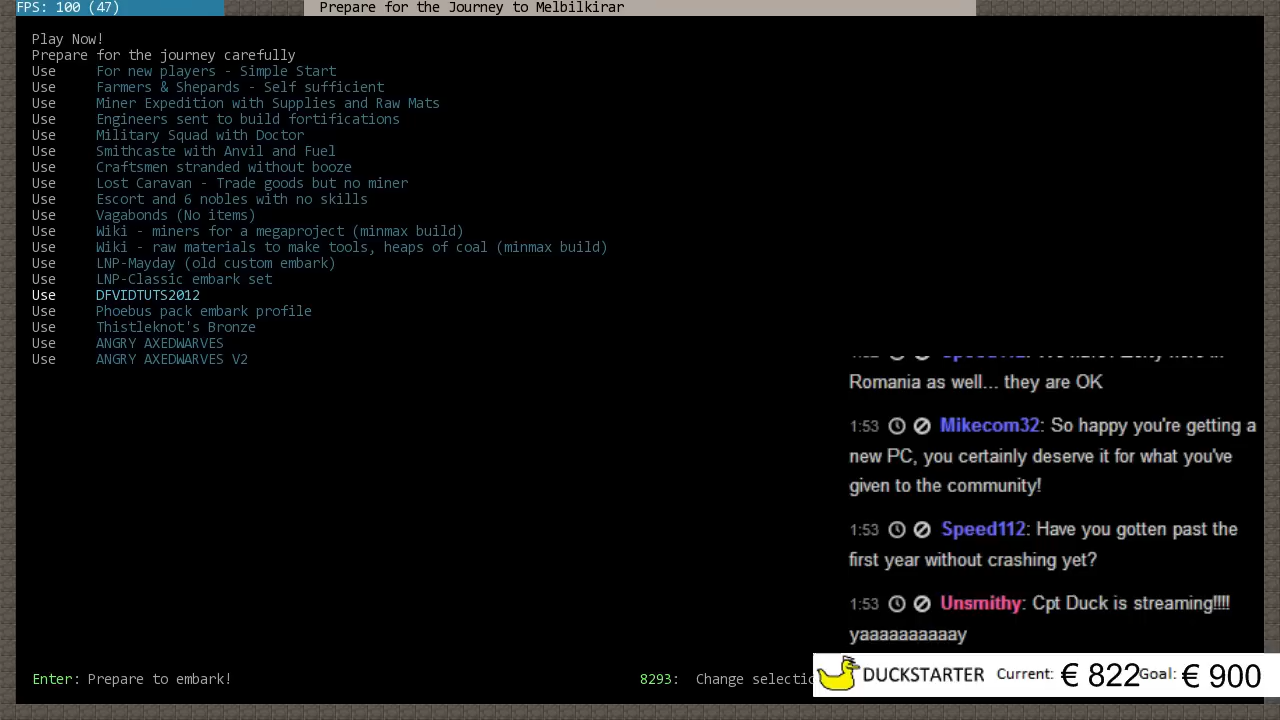 FPS: 100 (47)
Prepare for the Journey to Melbilkirar
Play Now!
Prepare for the journey carefully
Use For new players - Simple Start
Use Farmers & Shepards - Self sufficient
Use Miner Expedition with Supplies and Raw Mats
Use Engineers sent to build fortifications
Use Military Squad with Doctor
Use Smithcaste with Anvil and Fuel
Use Craftsmen stranded without booze
Use Lost Caravan - Trade goods but no miner
Use Escort and 6 nobles with no skills
Use Vagabonds (No items)
Use Wiki - miners for a megaproject (minmax build)
Use Wiki - raw materials to make tools, heaps of coal (minmax build)
Use LNP-Mayday (old custom embark)
Use LNP-Classic embark set
Use DFVIDTUTS2012
Use Phoebus pack embark profile
Use Thistleknot's Bronze
Use ANGRY AXEDWARVES
Use ANGRY AXEDWARVES V2
Romania as well... they are OK
1:53 Mikecom32: So happy you're getting a
new PC, you certainly deserve it for what you've
given to the community!
1:53 Speed112: Have you gotten past the
first year without crashing yet?
1:53 Unsmithy: Cpt Duck is streaming!!!!
yaaaaaaaaaay
Enter: Prepare to embark!
8293: Change selectio
DUCKSTARTER Current: € 822 Goal: € 900